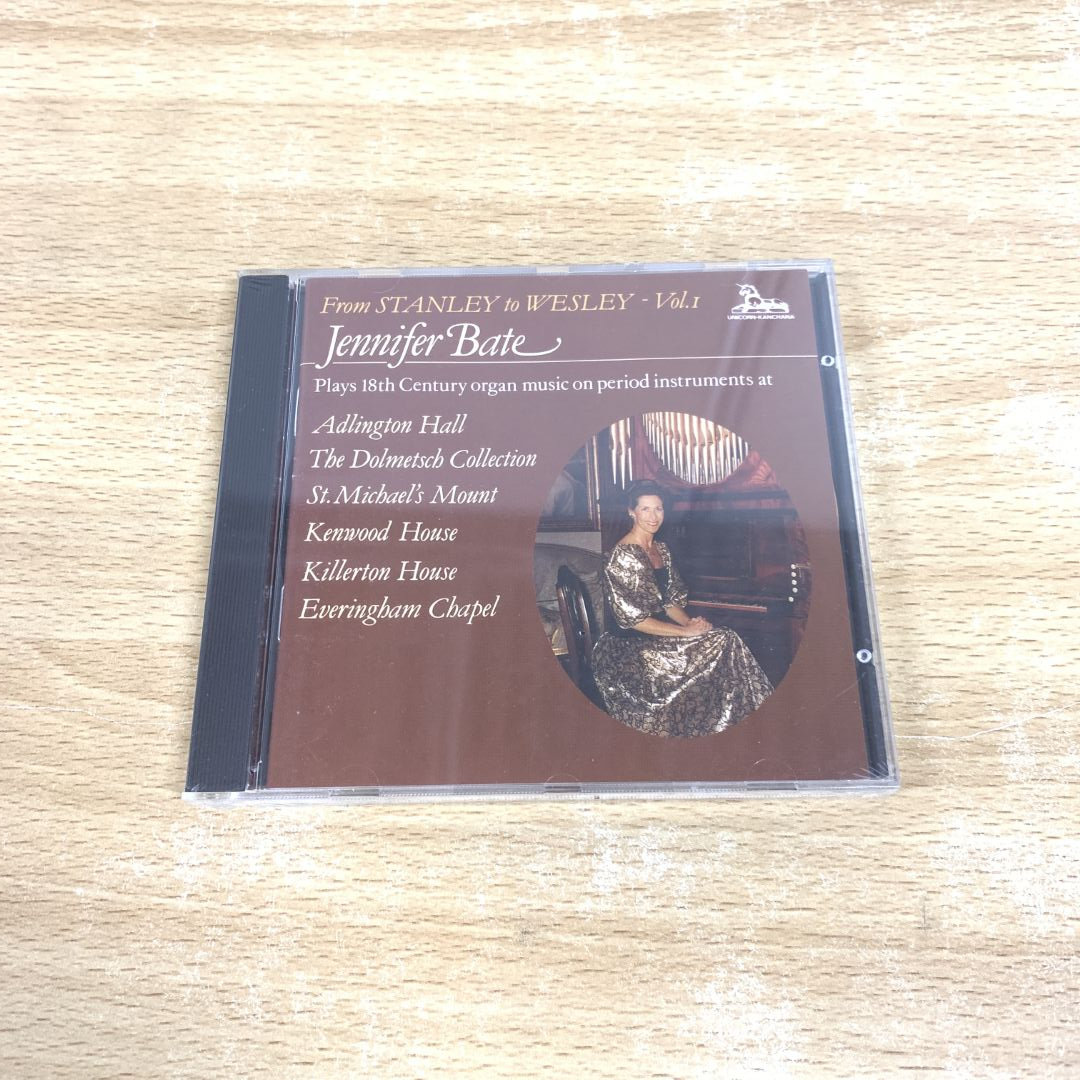 From STANLEY to WESLEY - Vol.1
UNICORN-KANCHANA
Jennifer Bate
Plays 18th Century organ music on period instruments at
Adlington Hall
The Dolmetsch Collection
St. Michael's Mount
Kenwood House
Killerton House
Everingham Chapel